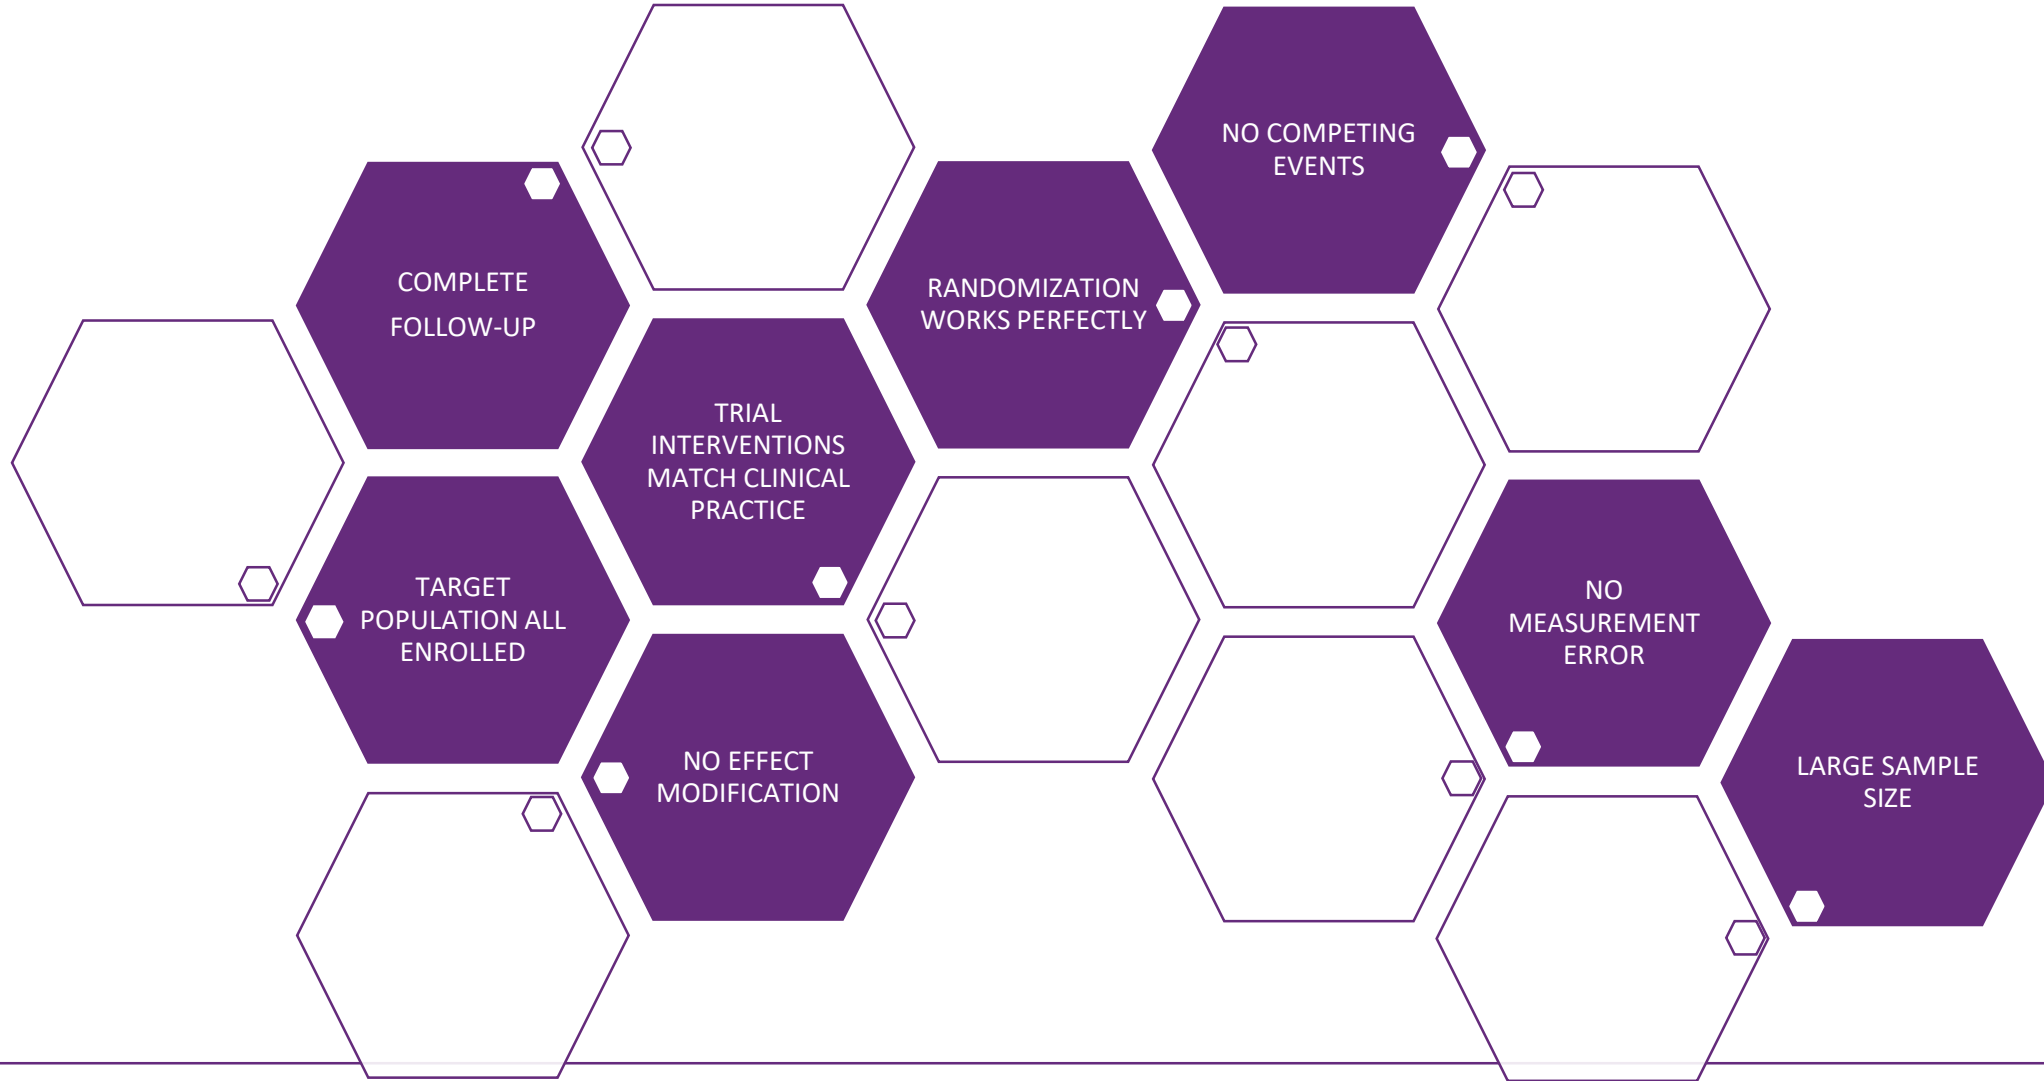 NO COMPETING
EVENTS
COMPLETE
FOLLOW-UP
RANDOMIZATION
WORKS PERFECTLY
TRIAL
INTERVENTIONS
MATCH CLINICAL
PRACTICE
TARGET
POPULATION ALL
ENROLLED
NO
MEASUREMENT
ERROR
NO EFFECT
MODIFICATION
LARGE SAMPLE
SIZE